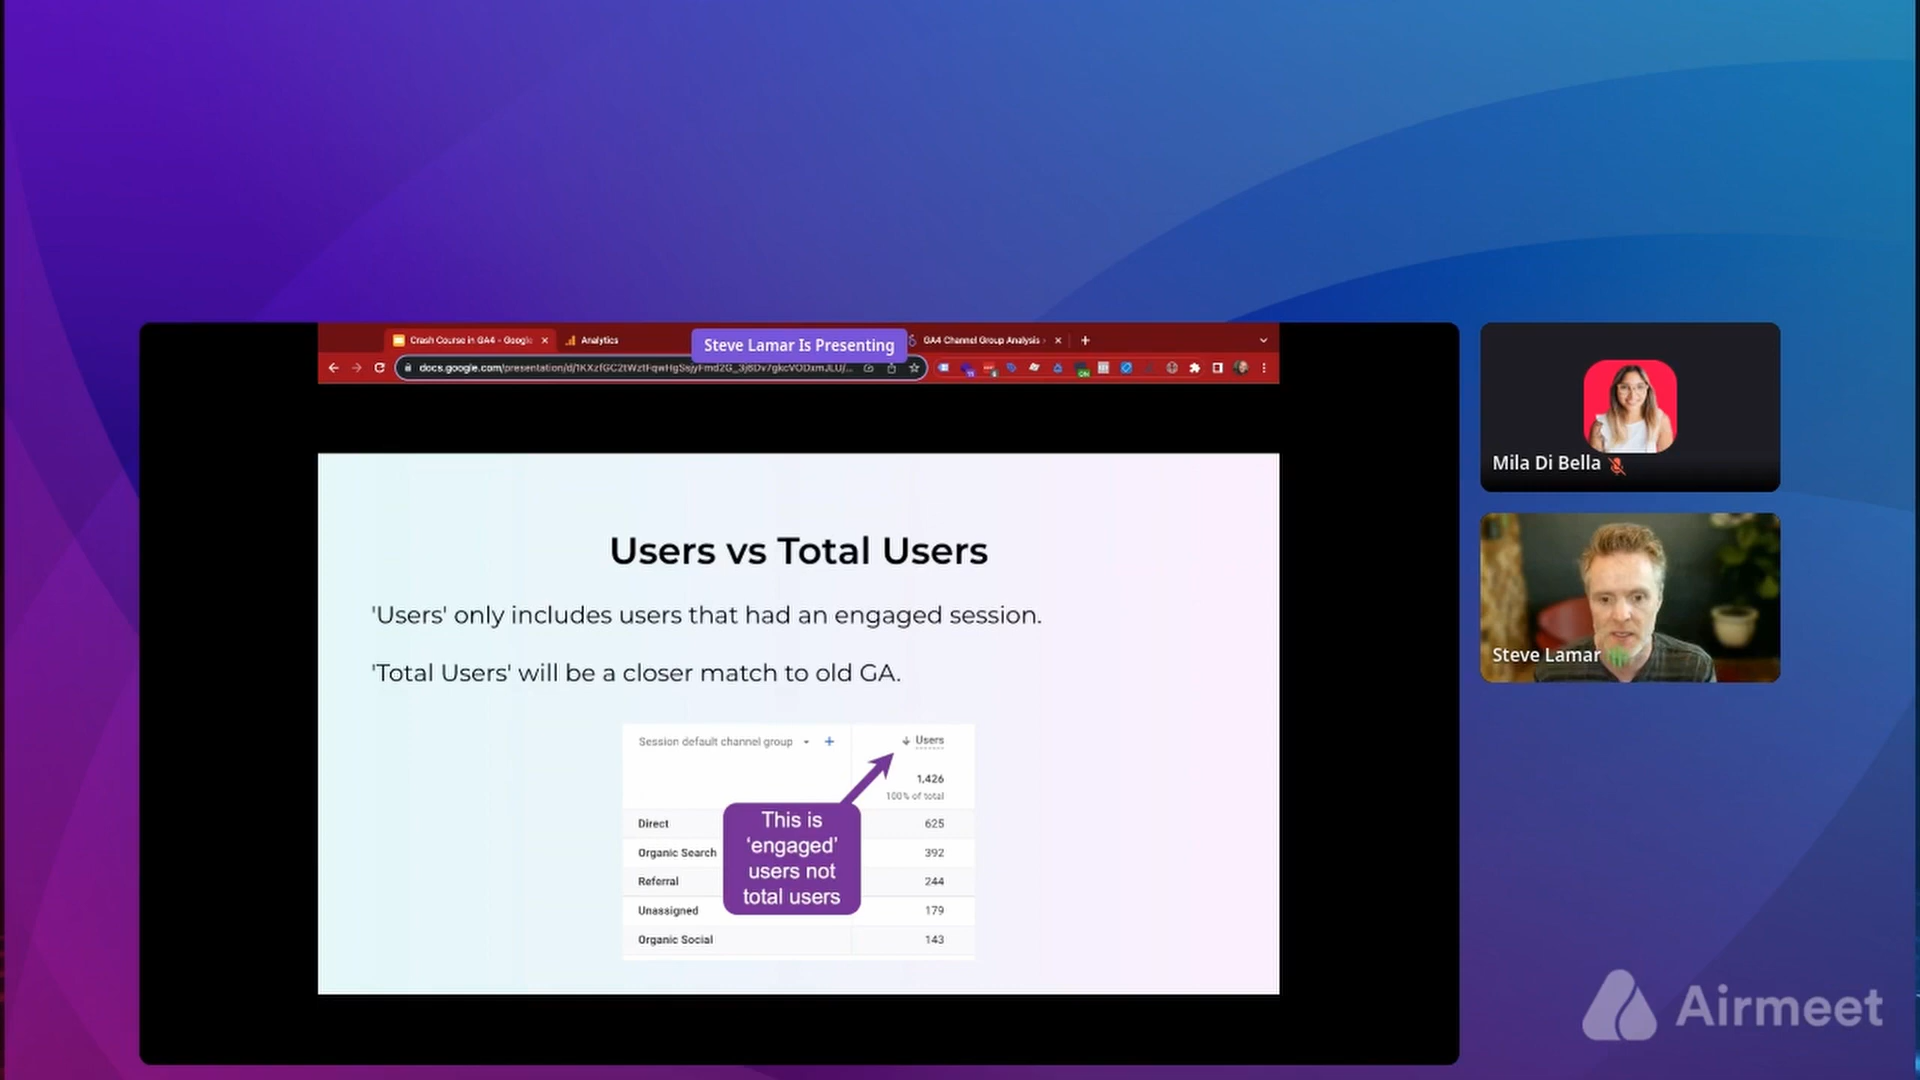 Crash Course in GA4 - Google
Analytics
Steve Lamar Is Presenting
GA4 Channel Group Analysis
Mila Di Bella
Steve Lamar
Users vs Total Users
'Users' only includes users that had an engaged session.
'Total Users' will be a closer match to old GA.
Session default channel group
Users
1,426
100% of total
Direct
625
Organic Search
392
Referral
244
Unassigned
179
Organic Social
143
This is
'engaged'
users not
total users
Airmeet